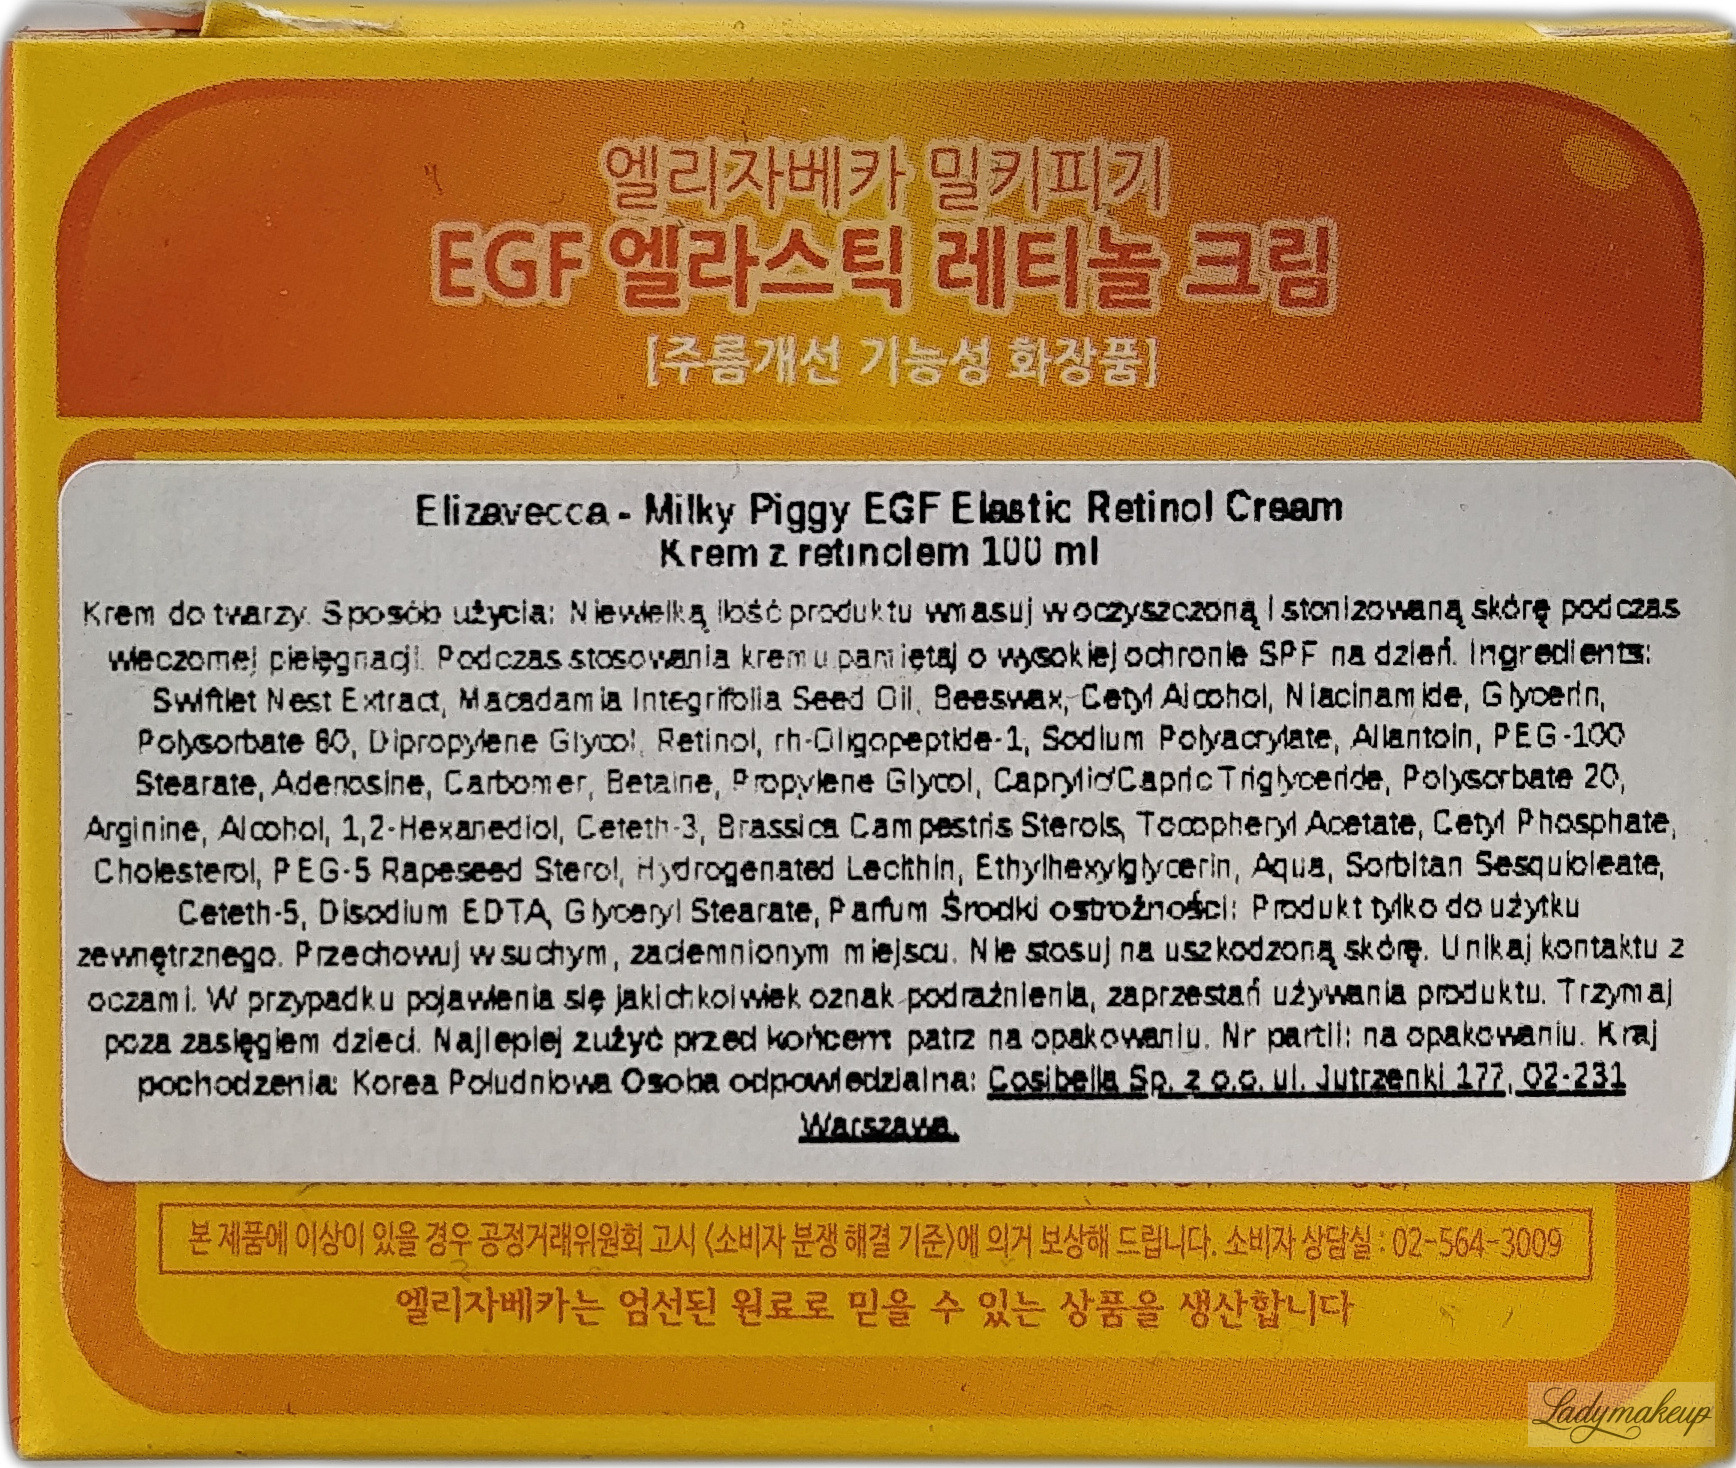 엘리자베카 밀키피기
EGF 엘라스틱 레티놀 크림
[주름개선 기능성 화장품]
Elizavecca - Milky Piggy EGF Elastic Retinol Cream
Krem z retinolem 100 ml
Krem do twarzy. Sposób użycia: Niewielką ilość produktu wmasuj w oczyszczoną i stonizowaną skórę podczas
wieczornej pielęgnacji. Podczas stosowania kremu pamiętaj o wysokiej ochronie SPF na dzień. Ingredients:
Swiftlet Nest Extract, Macadamia Integrifolia Seed Oil, Beeswax, Cetyl Alcohol, Niacinamide, Glycerin,
Polysorbate 60, Dipropylene Glycol, Retinol, rh-Oligopeptide-1, Sodium Polyacrylate, Allantoin, PEG-100
Stearate, Adenosine, Carbomer, Betaine, Propylene Glycol, Caprylic/Capric Triglyceride, Polysorbate 20,
Arginine, Alcohol, 1,2-Hexanediol, Ceteth-3, Brassica Campestris Sterols, Tocopheryl Acetate, Cetyl Phosphate,
Cholesterol, PEG-5 Rapeseed Sterol, Hydrogenated Lecithin, Ethylhexylglycerin, Aqua, Sorbitan Sesquioleate,
Ceteth-5, Disodium EDTA, Glyceryl Stearate, Parfum Środki ostrożności: Produkt tylko do użytku
zewnętrznego. Przechowuj w suchym, zaciemnionym miejscu. Nie stosuj na uszkodzoną skórę. Unikaj kontaktu z
oczami. W przypadku pojawienia się jakichkolwiek oznak podrażnienia, zaprzestań używania produktu. Trzymaj
poza zasięgiem dzieci. Najlepiej zużyć przed końcem: patrz na opakowaniu. Nr partii: na opakowaniu. Kraj
pochodzenia: Korea Południowa Osoba odpowiedzialna: Cosibella Sp. z o.o. ul. Jutrzenki 177, 02-231
Warszawa.
본 제품에 이상이 있을 경우 공정거래위원회 고시 〈소비자 분쟁 해결 기준〉에 의거 보상해 드립니다. 소비자 상담실 : 02-564-3009
엘리자베카는 엄선된 원료로 믿을 수 있는 상품을 생산합니다
Ladymakeup